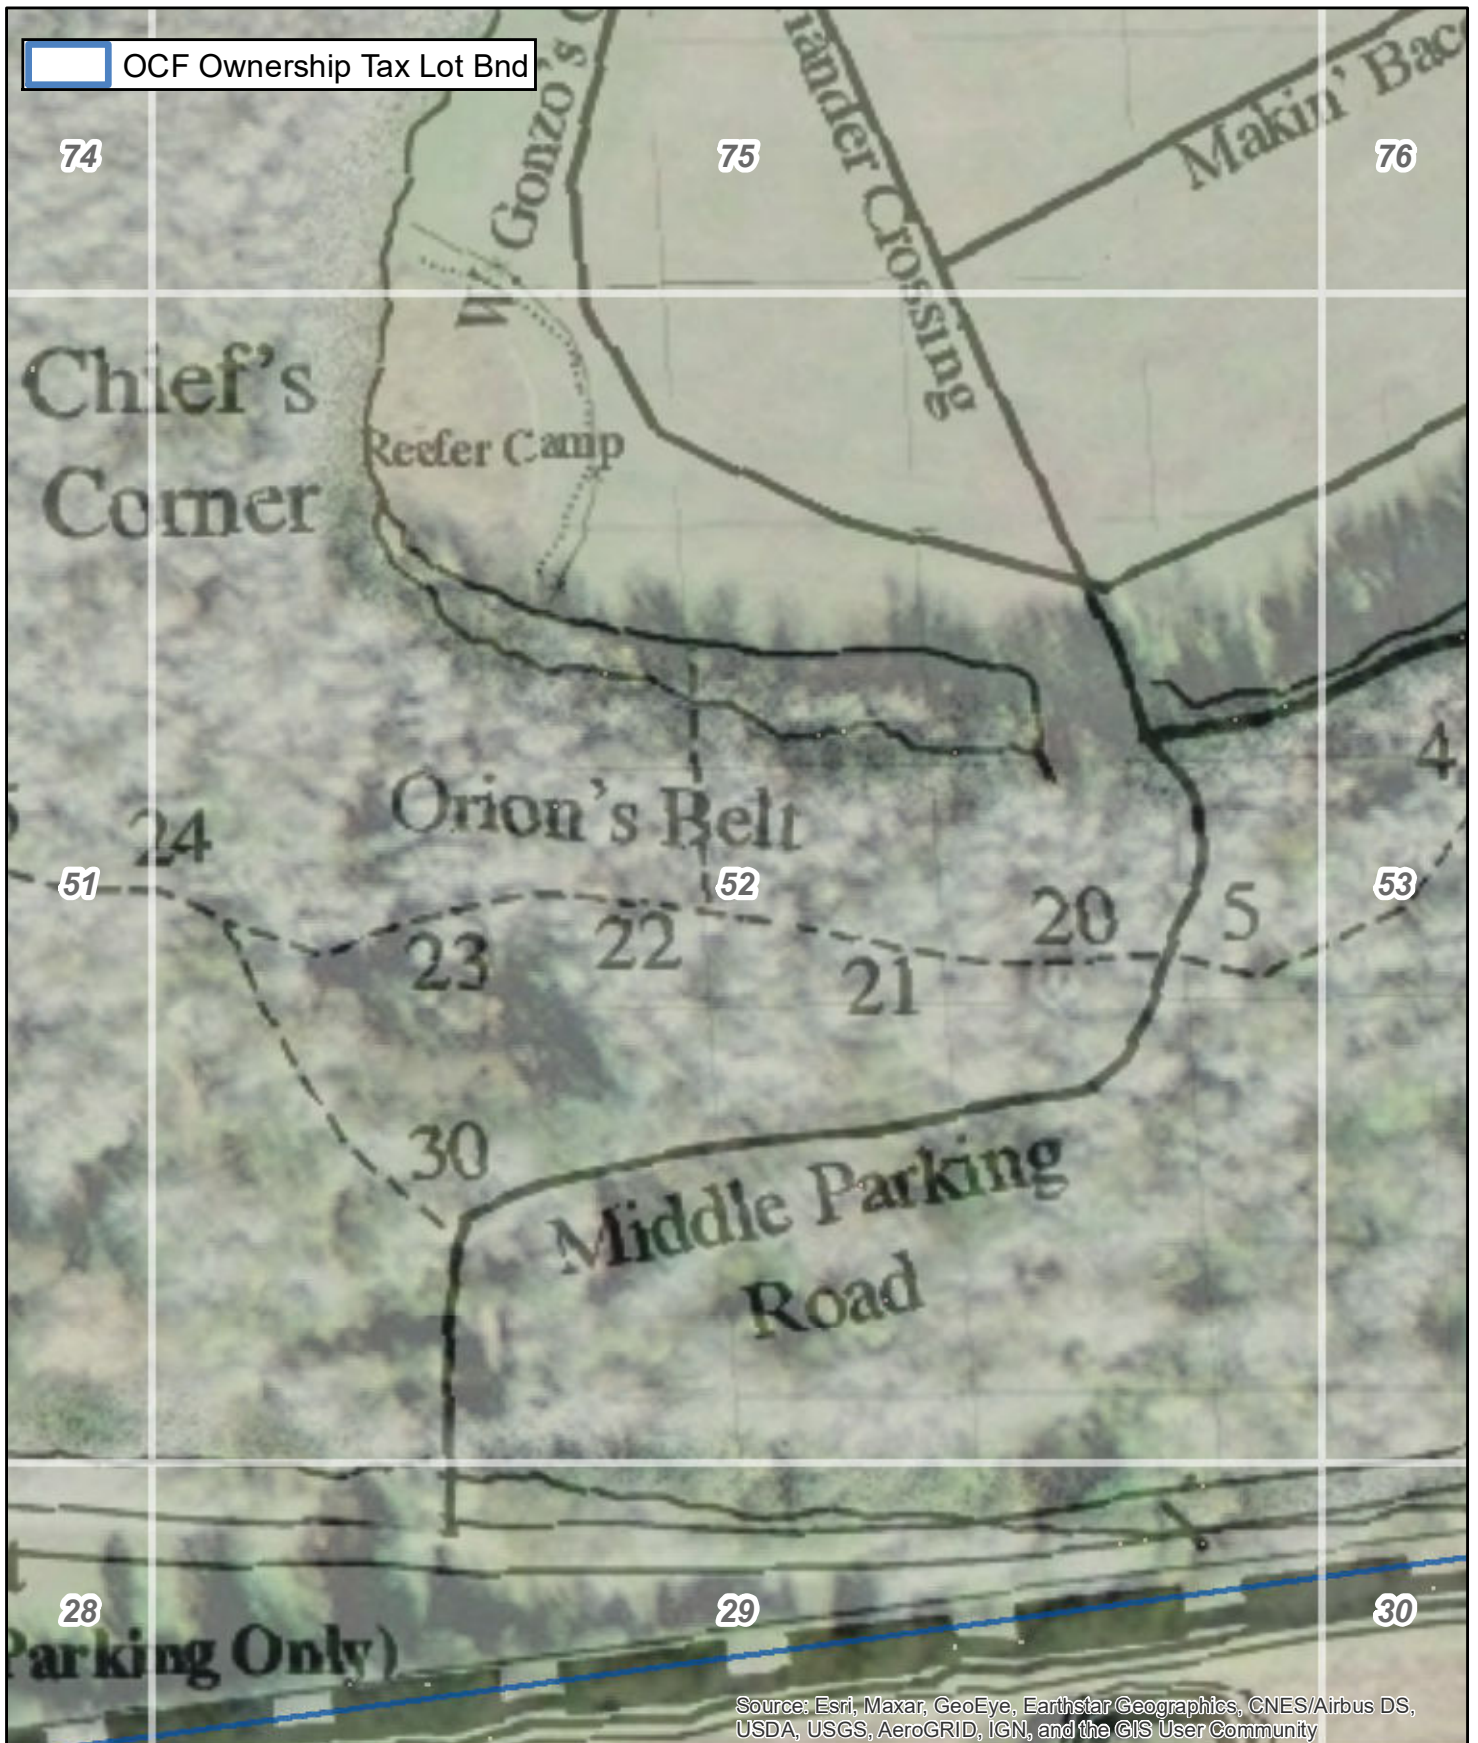 OCF Ownership Tax Lot Bnd
74
75
76
W. Gonzo's
Crossing
Makin'
Chief's
Corner
Reefer Camp
Orion's Belt
4
24
51
52
53
20
5
23
22
21
30
Middle Parking
Road
28
29
30
Parking Only)
Source: Esri, Maxar, GeoEye, Earthstar Geographics, CNES/Airbus DS,
USDA, USGS, AeroGRID, IGN, and the GIS User Community